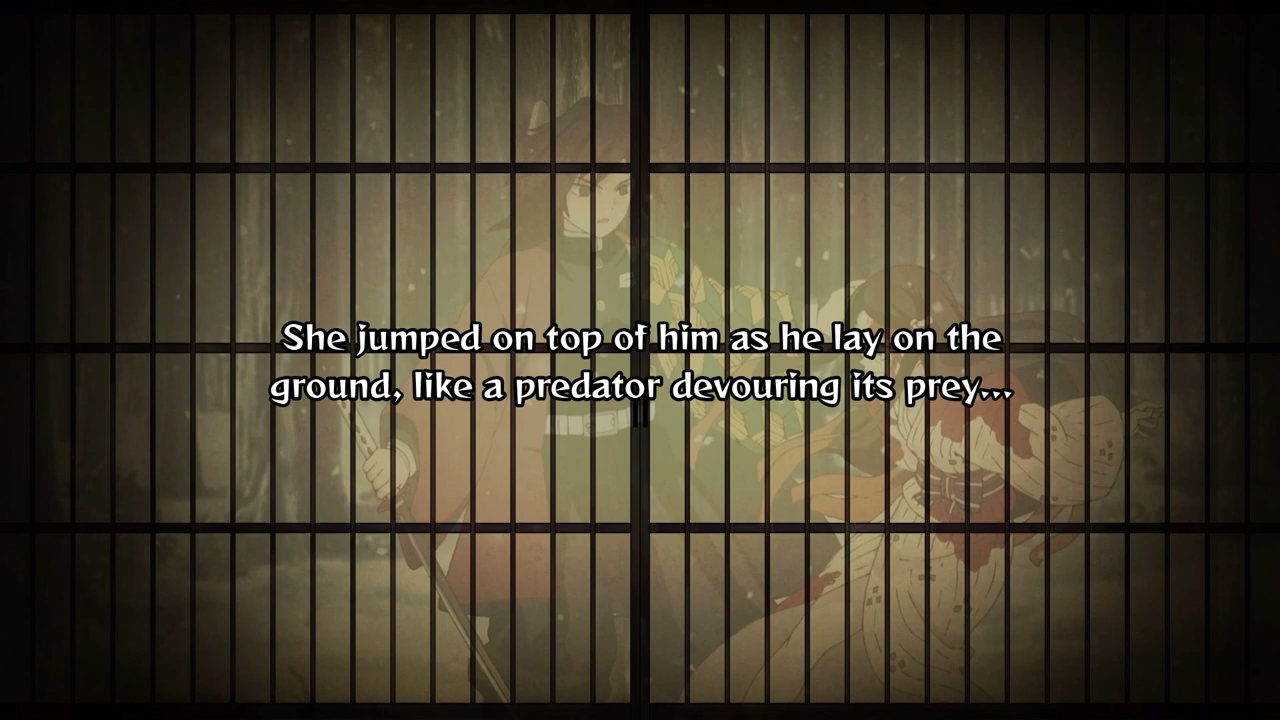 She jumped on top of him as he lay on the
ground, like a predator devouring its prey...